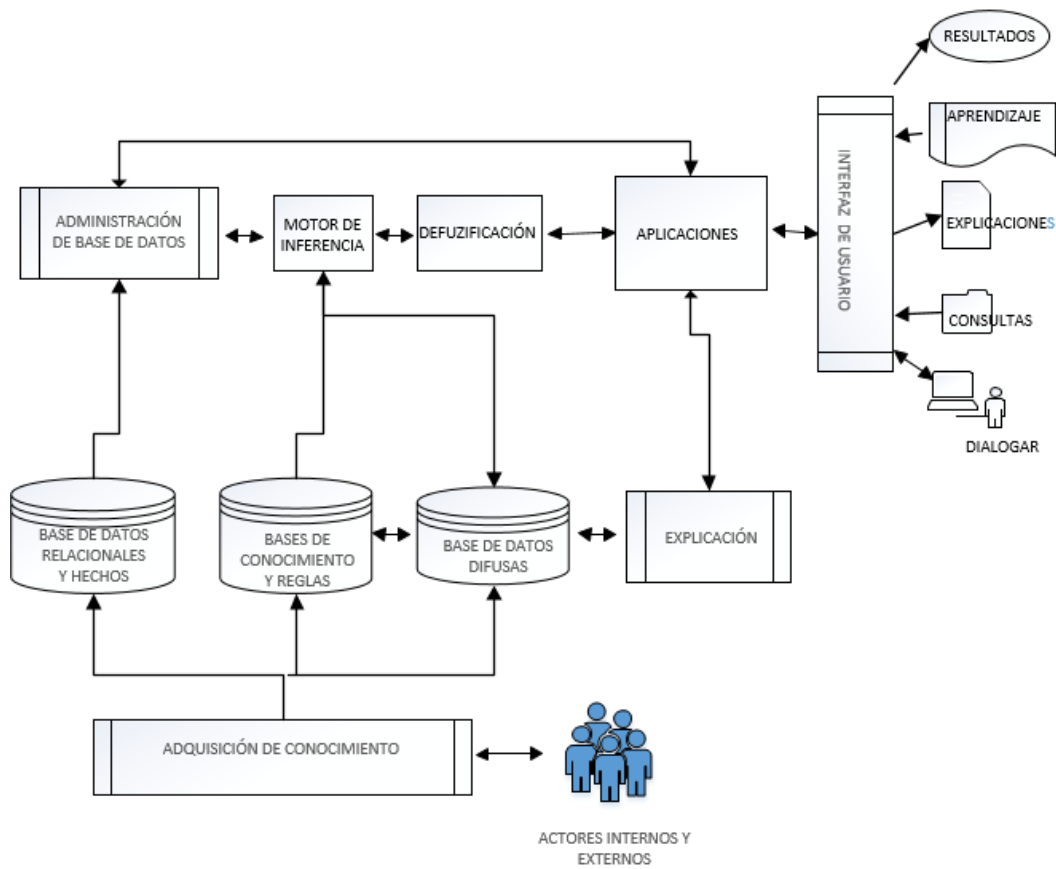 RESULTADOS
APRENDIZAJE
INTERFAZ DE USUARIO
ADMINISTRACIÓN
DE BASE DE DATOS
MOTOR DE
INFERENCIA
DEFUZIFICACIÓN
APLICACIONES
EXPLICACIONES
CONSULTAS
DIALOGAR
BASE DE DATOS
RELACIONALES
Y HECHOS
BASES DE
CONOCIMIENTO
Y REGLAS
BASE DE DATOS
DIFUSAS
EXPLICACIÓN
ADQUISICIÓN DE CONOCIMIENTO
ACTORES INTERNOS Y
EXTERNOS